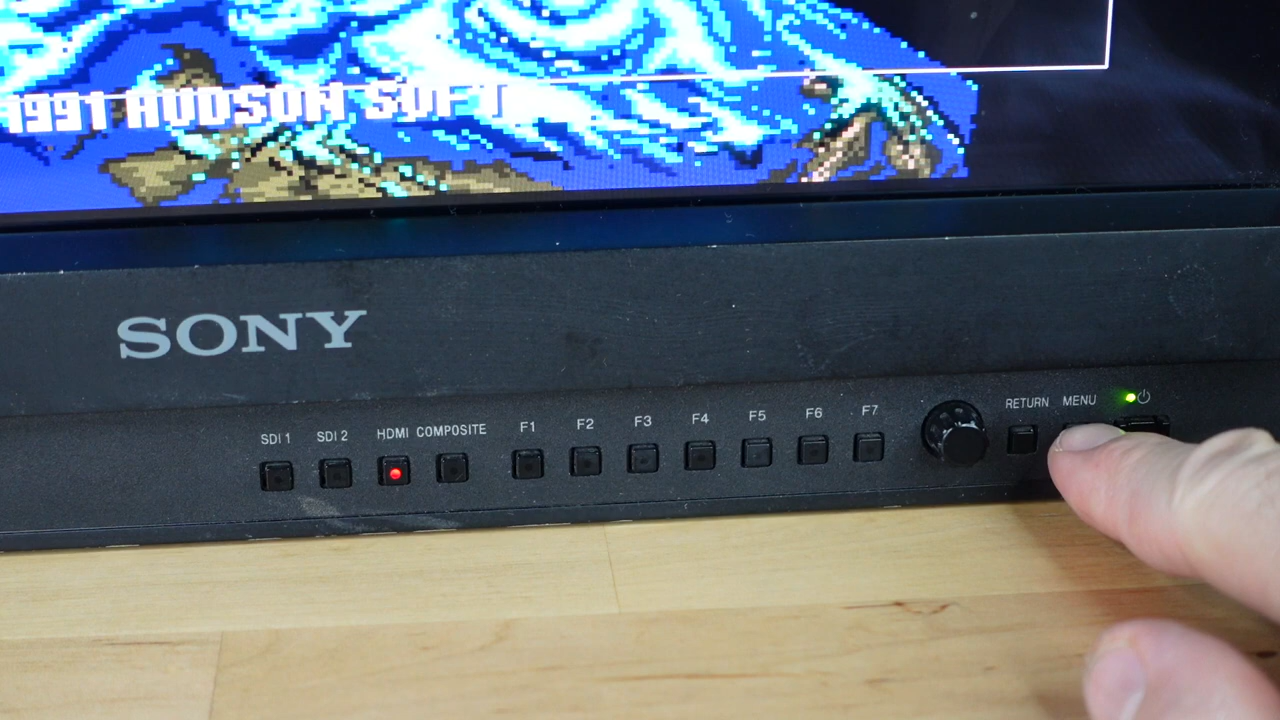 1991 HUDSON SOFT
SONY
SDI 1 SDI 2 HDMI COMPOSITE F1 F2 F3 F4 F5 F6 F7 RETURN MENU